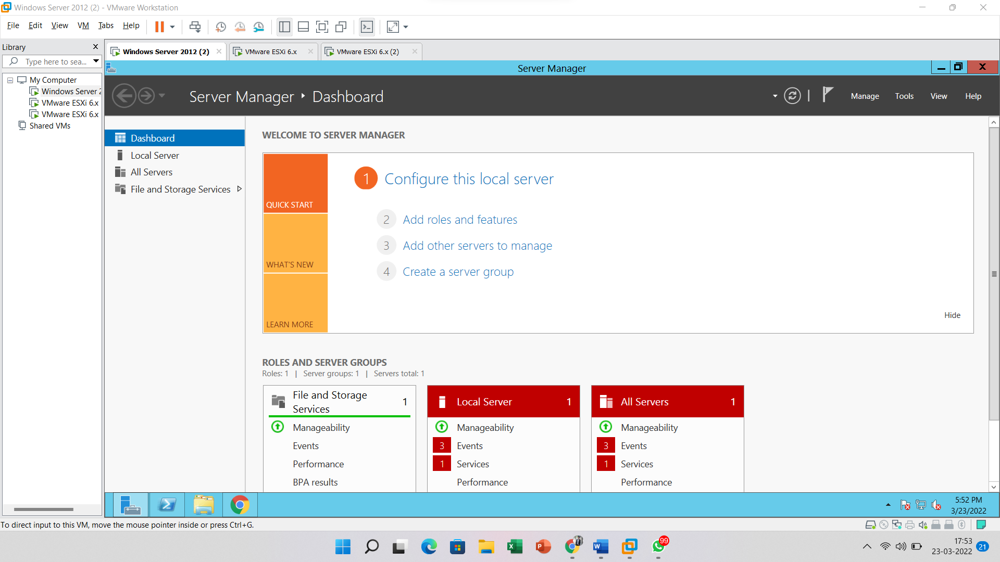 Windows Server 2012 (2) - VMware Workstation
File Edit View VM Tabs Help
Library
Windows Server 2012 (2) VMware ESXi 6.x VMware ESXi 6.x (2)
Type here to sea...
Server Manager
My Computer
Windows Server 2
VMware ESXi 6.x
VMware ESXi 6.x
Shared VMs
Server Manager Dashboard
Manage Tools View Help
Dashboard
Local Server
All Servers
File and Storage Services
WELCOME TO SERVER MANAGER
QUICK START
WHAT'S NEW
LEARN MORE
1 Configure this local server
2 Add roles and features
3 Add other servers to manage
4 Create a server group
Hide
ROLES AND SERVER GROUPS
Roles: 1 | Server groups: 1 | Servers total: 1
File and Storage
Services 1
Manageability
Events
Performance
BPA results
Local Server 1
Manageability
3 Events
1 Services
Performance
All Servers 1
Manageability
3 Events
1 Services
Performance
5:52 PM
3/23/2022
To direct input to this VM, move the mouse pointer inside or press Ctrl+G.
99
17:53
23-03-2022
21